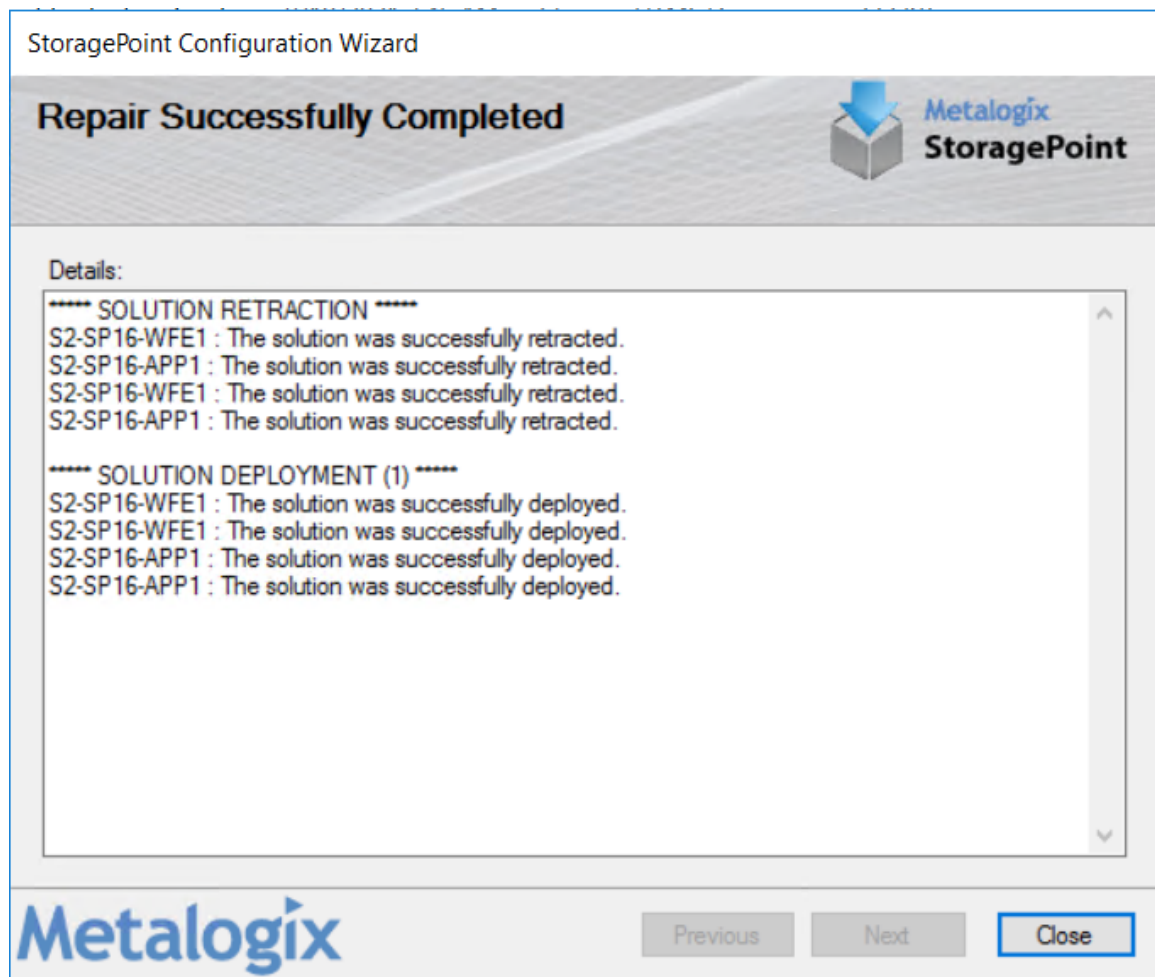 StoragePoint Configuration Wizard
Repair Successfully Completed
Metalogix
StoragePoint
Details:
***** SOLUTION RETRACTION *****
S2-SP16-WFE1 : The solution was successfully retracted.
S2-SP16-APP1 : The solution was successfully retracted.
S2-SP16-WFE1 : The solution was successfully retracted.
S2-SP16-APP1 : The solution was successfully retracted.
***** SOLUTION DEPLOYMENT (1) *****
S2-SP16-WFE1 : The solution was successfully deployed.
S2-SP16-WFE1 : The solution was successfully deployed.
S2-SP16-APP1 : The solution was successfully deployed.
S2-SP16-APP1 : The solution was successfully deployed.
Metalogix
Previous
Next
Close